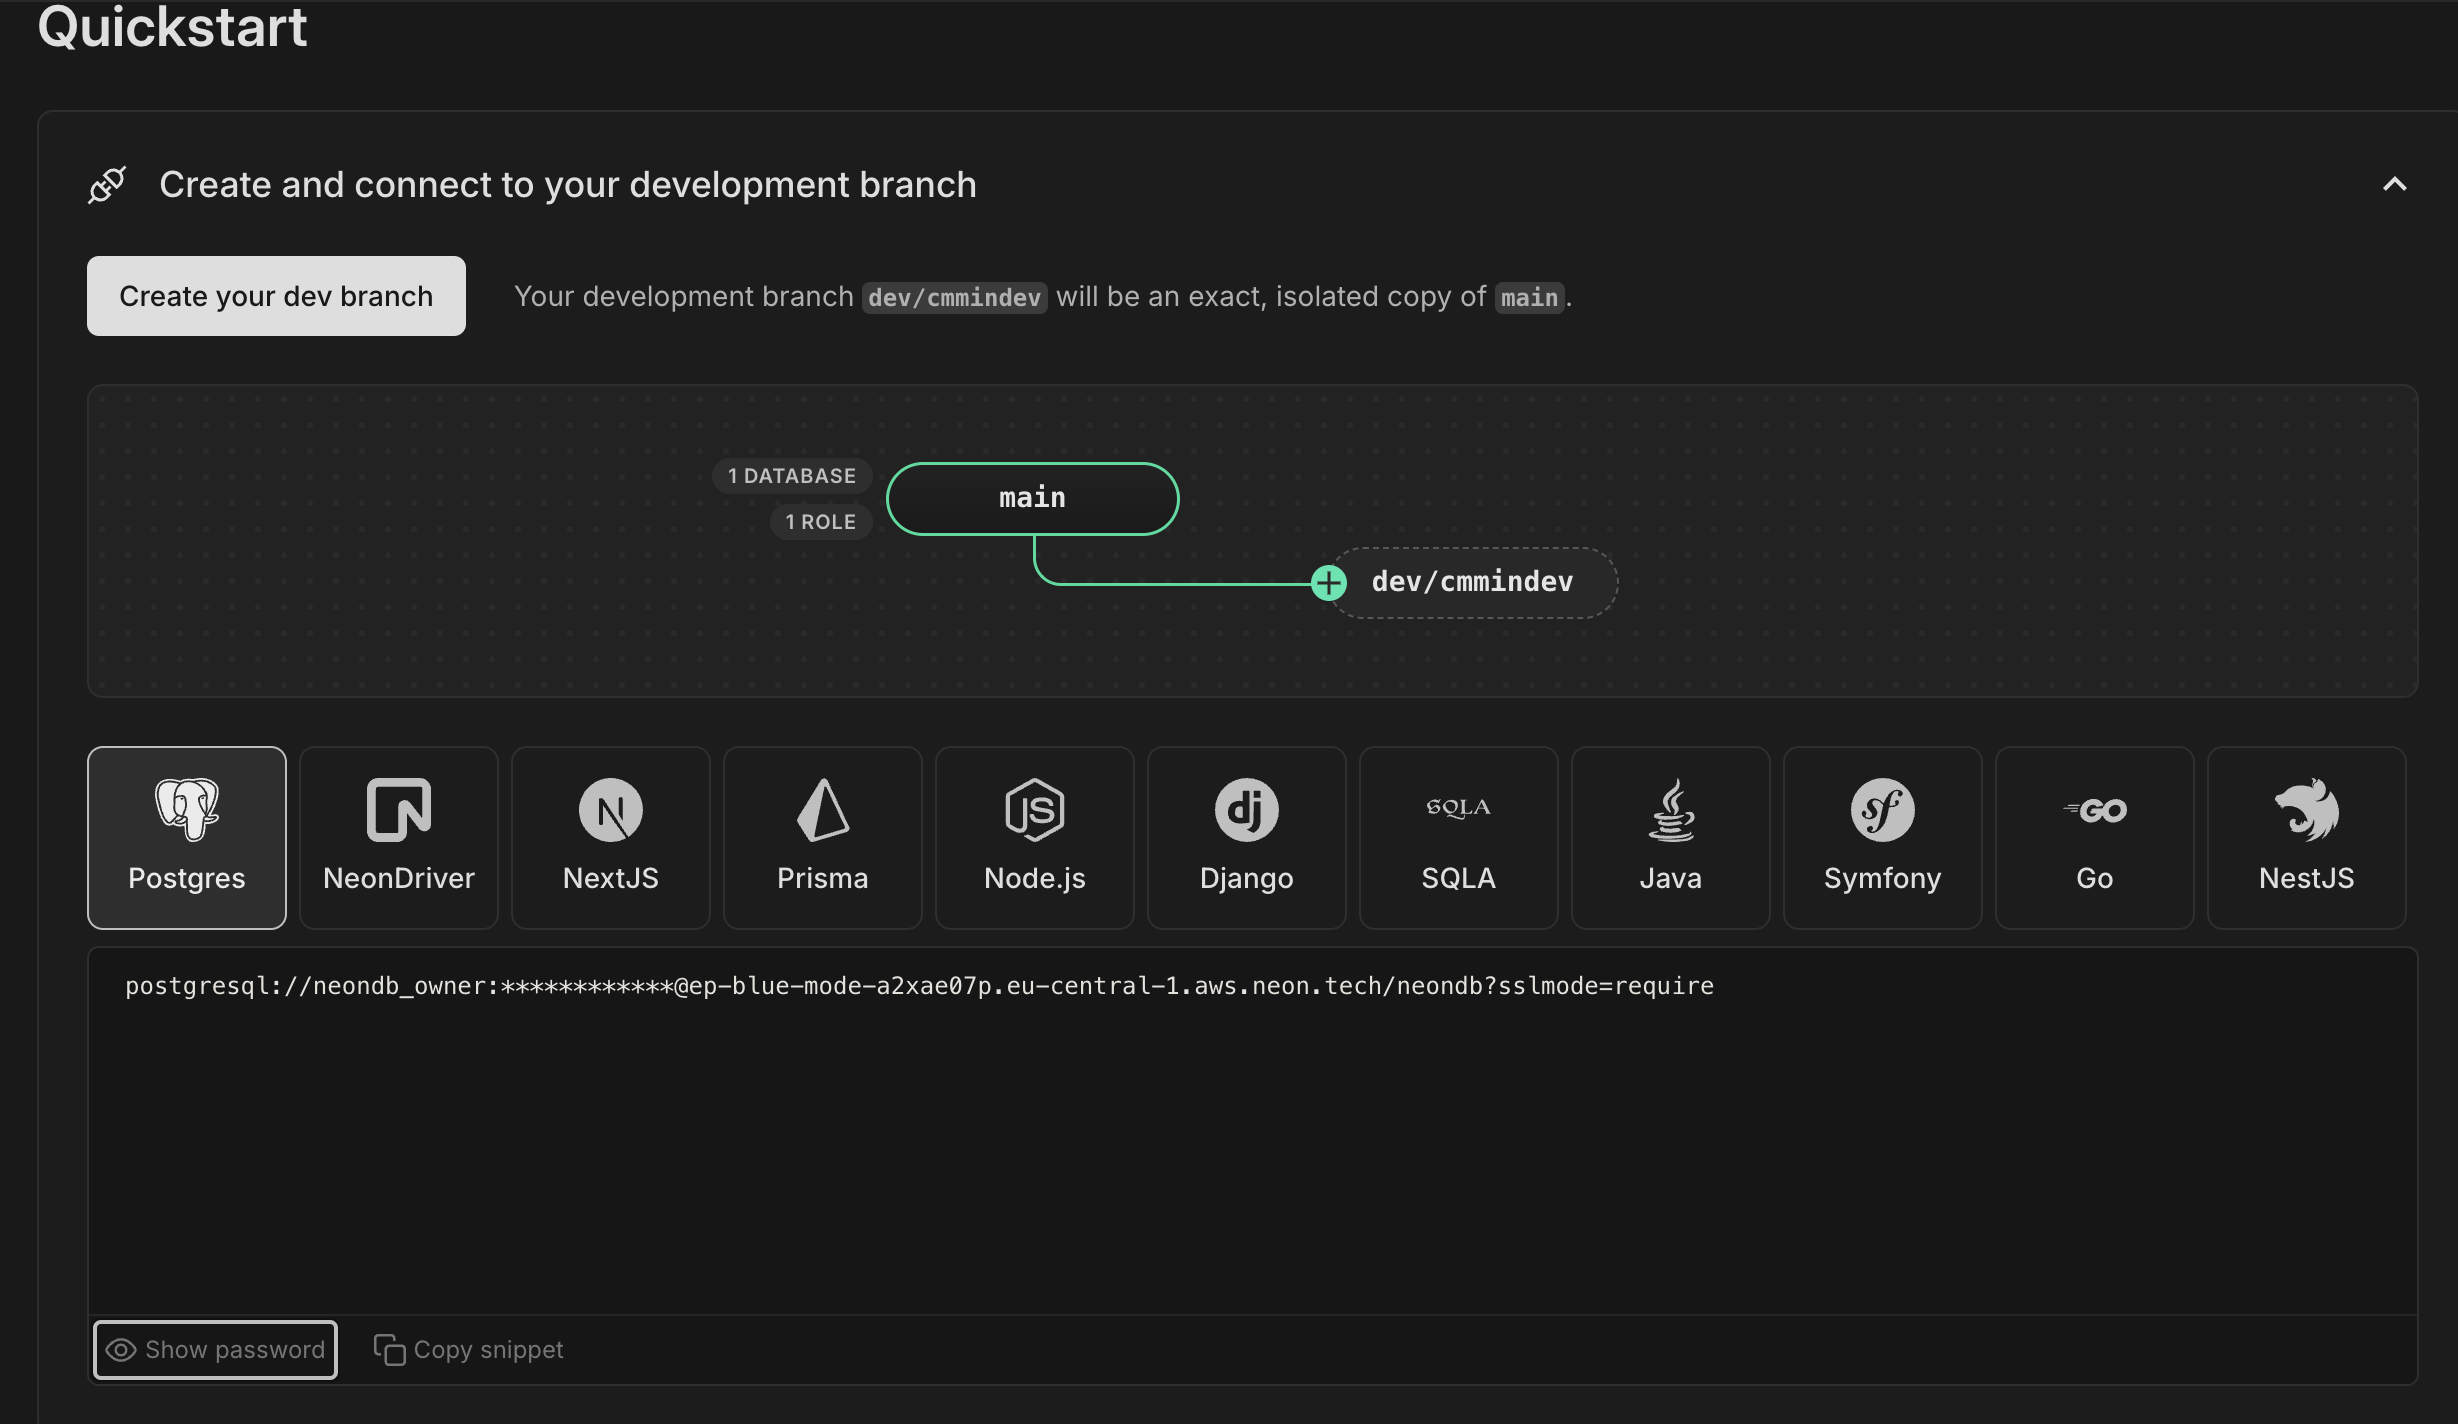 Quickstart
Create and connect to your development branch
Create your dev branch
Your development branch dev/cmmindev will be an exact, isolated copy of main.
1 DATABASE
1 ROLE
main
dev/cmmindev
N
JS
dj
SQLA
sf
GO
Postgres
NeonDriver
NextJS
Prisma
Node.js
Django
SQLA
Java
Symfony
Go
NestJS
postgresql://neondb_owner:************@ep-blue-mode-a2xae07p.eu-central-1.aws.neon.tech/neondb?sslmode=require
Show password
Copy snippet